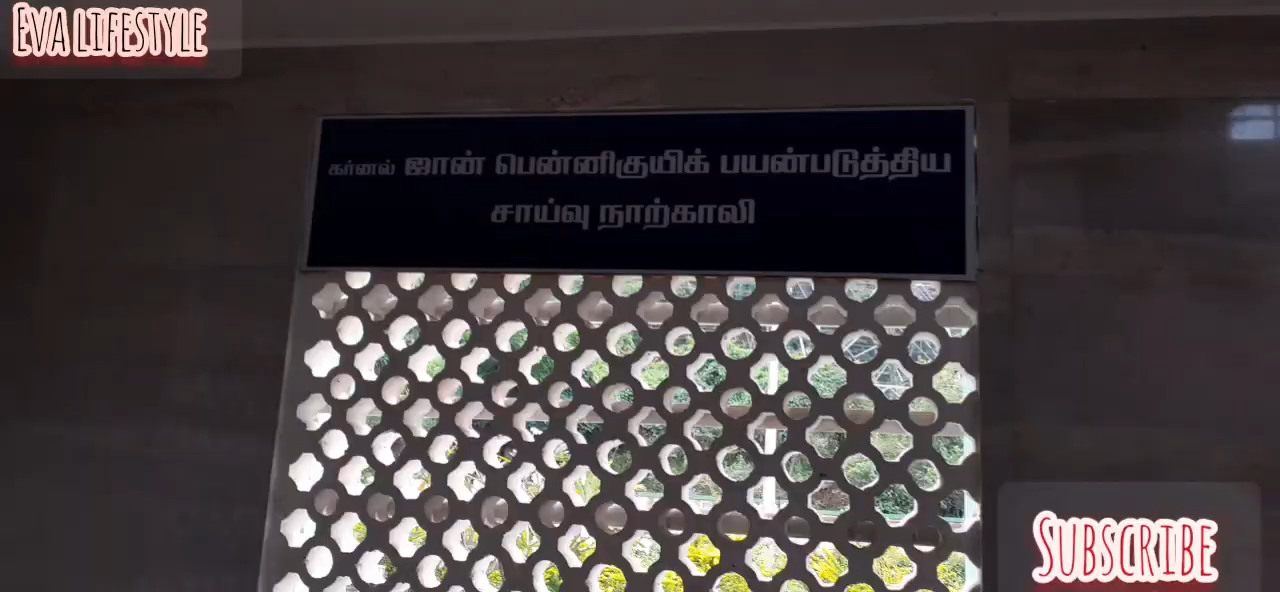 EVA LIFESTYLE
கர்னல் ஜான் பென்னிகுயிக் பயன்படுத்திய
சாய்வு நாற்காலி
SUBSCRIBE